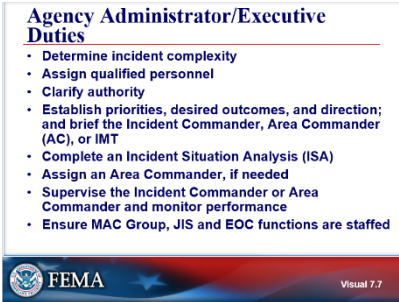 Agency Administrator/Executive
Duties
• Determine incident complexity
• Assign qualified personnel
• Clarify authority
• Establish priorities, desired outcomes, and direction;
and brief the Incident Commander, Area Commander
(AC), or IMT
• Complete an Incident Situation Analysis (ISA)
• Assign an Area Commander, if needed
• Supervise the Incident Commander or Area
Commander and monitor performance
• Ensure MAC Group, JIS and EOC functions are staffed
FEMA
Visual 7.7